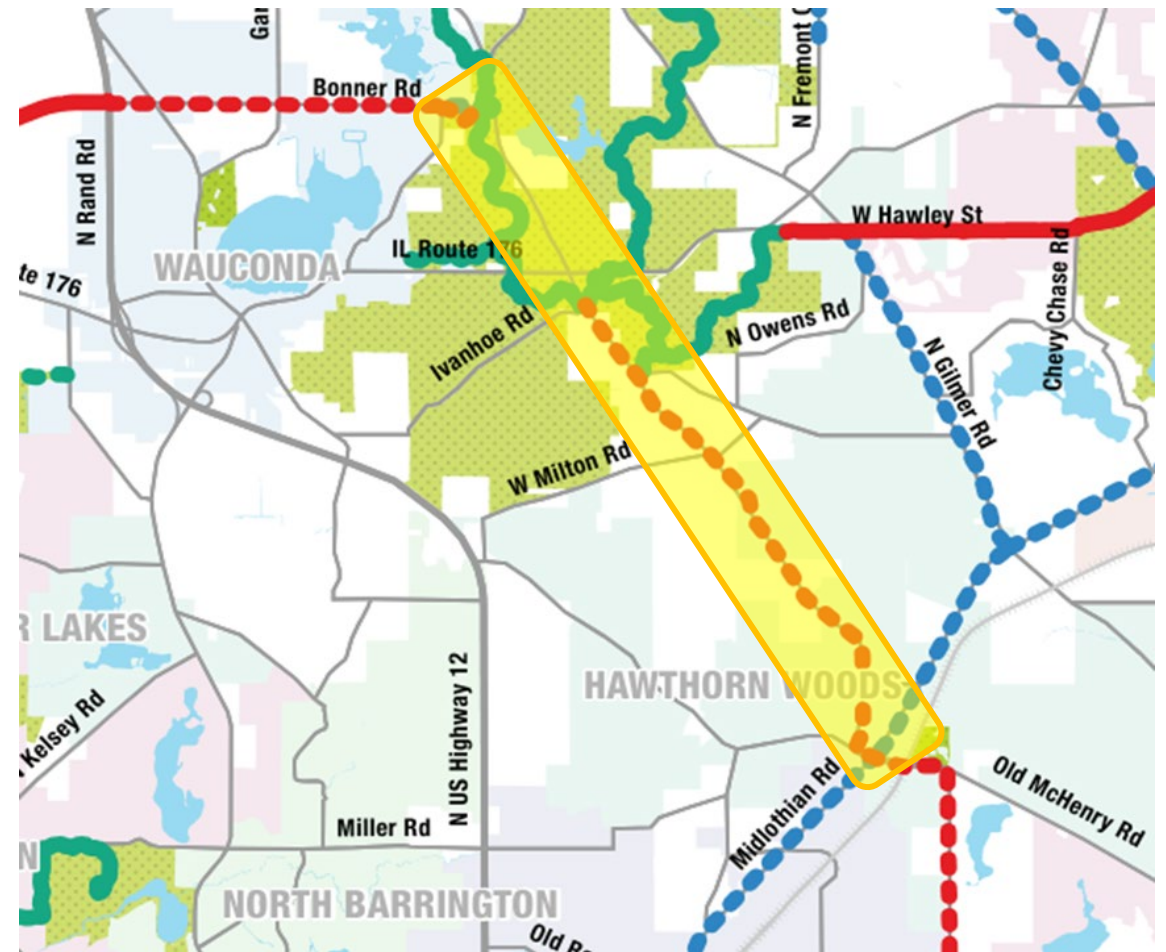 Gar
N Fremont C
Bonner Rd
N Rand Rd
W Hawley St
IL Route 176
WAUCONDA
te 176
Chevy Chase Rd
N Owens Rd
Ivanhoe Rd
N Gilmer Rd
W Milton Rd
R LAKES
HAWTHORN WOODS
N US Highway 12
Kelsey Rd
Midlothian Rd
Old McHenry Rd
Miller Rd
N
NORTH BARRINGTON
Old